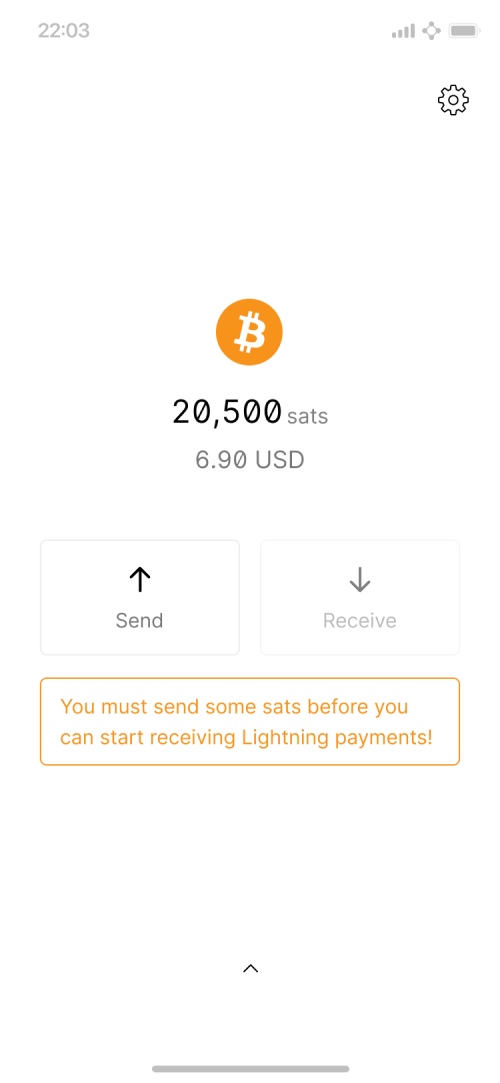 22:03
20,500 sats
6.90 USD
Send
Receive
You must send some sats before you
can start receiving Lightning payments!